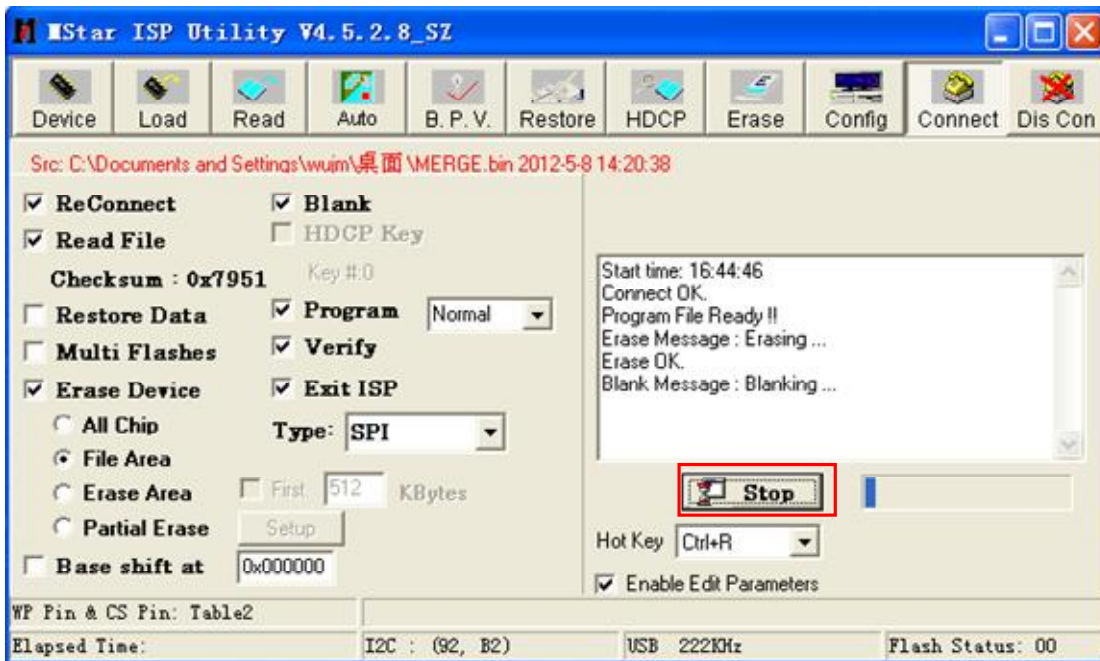 MStar ISP Utility V4.5.2.8_SZ
Device Load Read Auto B.P.V. Restore HDCP Erase Config Connect Dis Con
Src: C:\Documents and Settings\wujm\桌面\MERGE.bin 2012-5-8 14:20:38
ReConnect
Blank
Read File
HDCP Key
Checksum : 0x7951
Key #:0
Restore Data
Program Normal
Multi Flashes
Verify
Erase Device
Exit ISP
All Chip
Type: SPI
File Area
Erase Area
First 512 KBytes
Partial Erase
Setup
Base shift at 0x000000
Start time: 16:44:46
Connect OK.
Program File Ready !!
Erase Message : Erasing ...
Erase OK.
Blank Message : Blanking ...
Stop
Hot Key Ctrl+R
Enable Edit Parameters
WP Pin & CS Pin: Table2
Elapsed Time: I2C : (92, B2) USB 222KHz Flash Status: 00